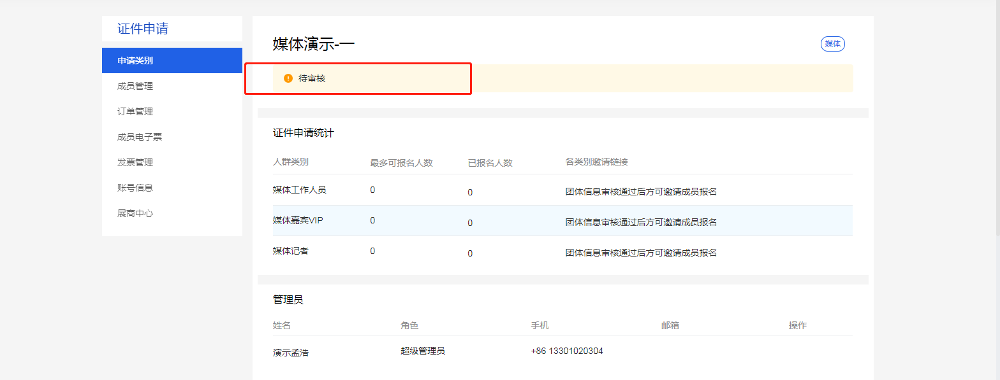 证件申请
申请类别
成员管理
订单管理
成员电子票
发票管理
账号信息
展商中心
媒体演示-一
媒体
待审核
证件申请统计
人群类别 最多可报名人数 已报名人数 各类别邀请链接
媒体工作人员 0 0 团体信息审核通过后方可邀请成员报名
媒体嘉宾VIP 0 0 团体信息审核通过后方可邀请成员报名
媒体记者 0 0 团体信息审核通过后方可邀请成员报名
管理员
姓名 角色 手机 邮箱 操作
演示孟浩 超级管理员 +86 13301020304